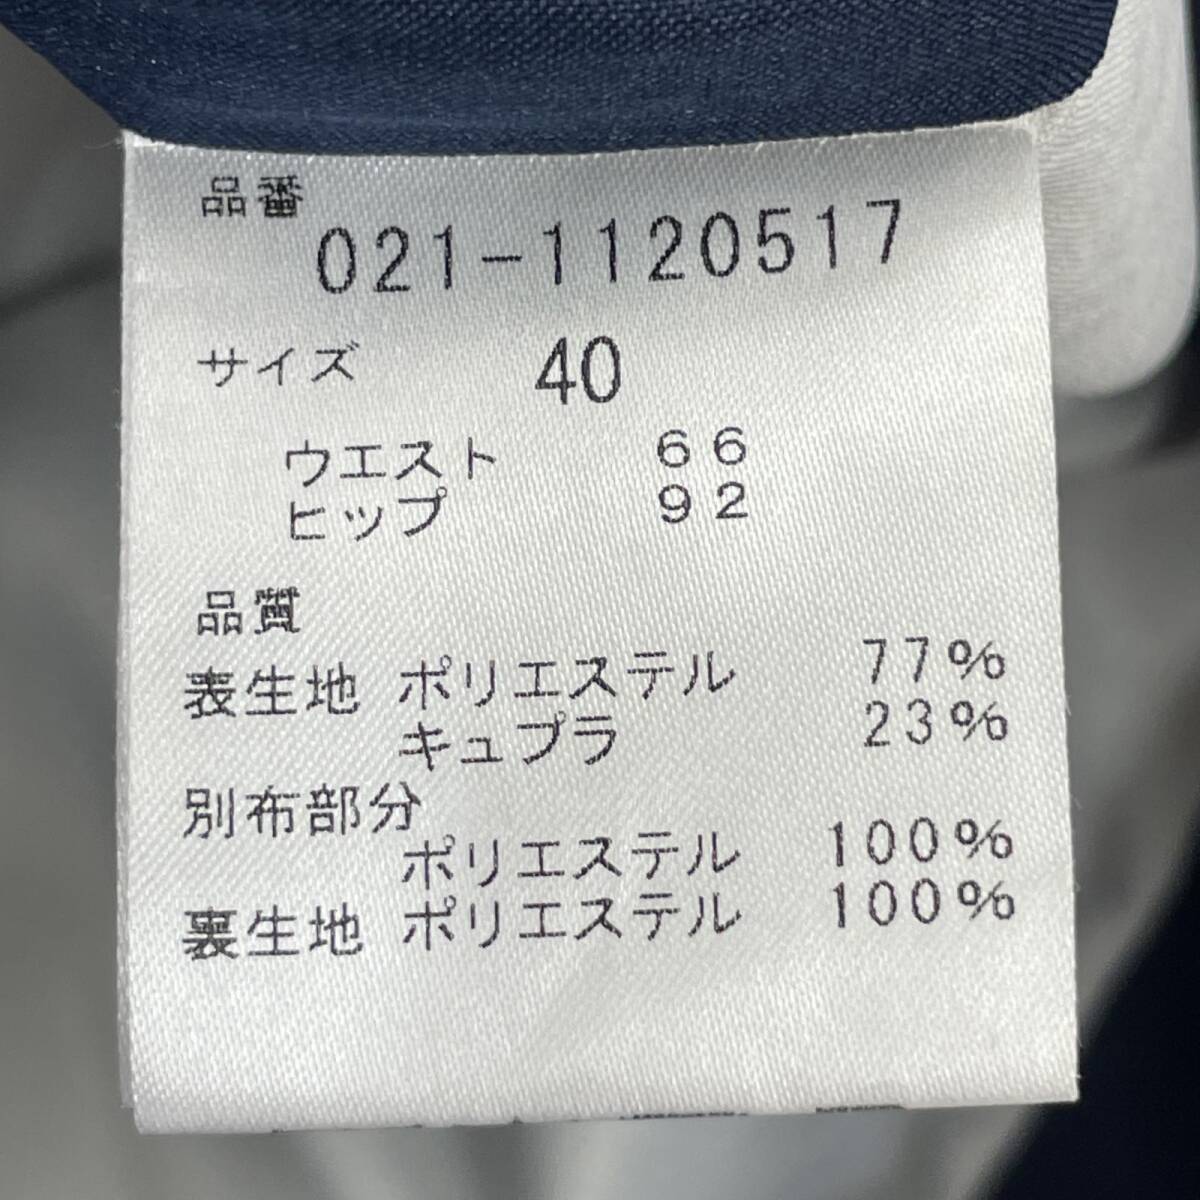 品番
021-1120517
サイズ 40
ウエスト 66
ヒップ 92
品質
表生地 ポリエステル 77%
キュプラ 23%
別布部分
ポリエステル 100%
裏生地 ポリエステル 100%